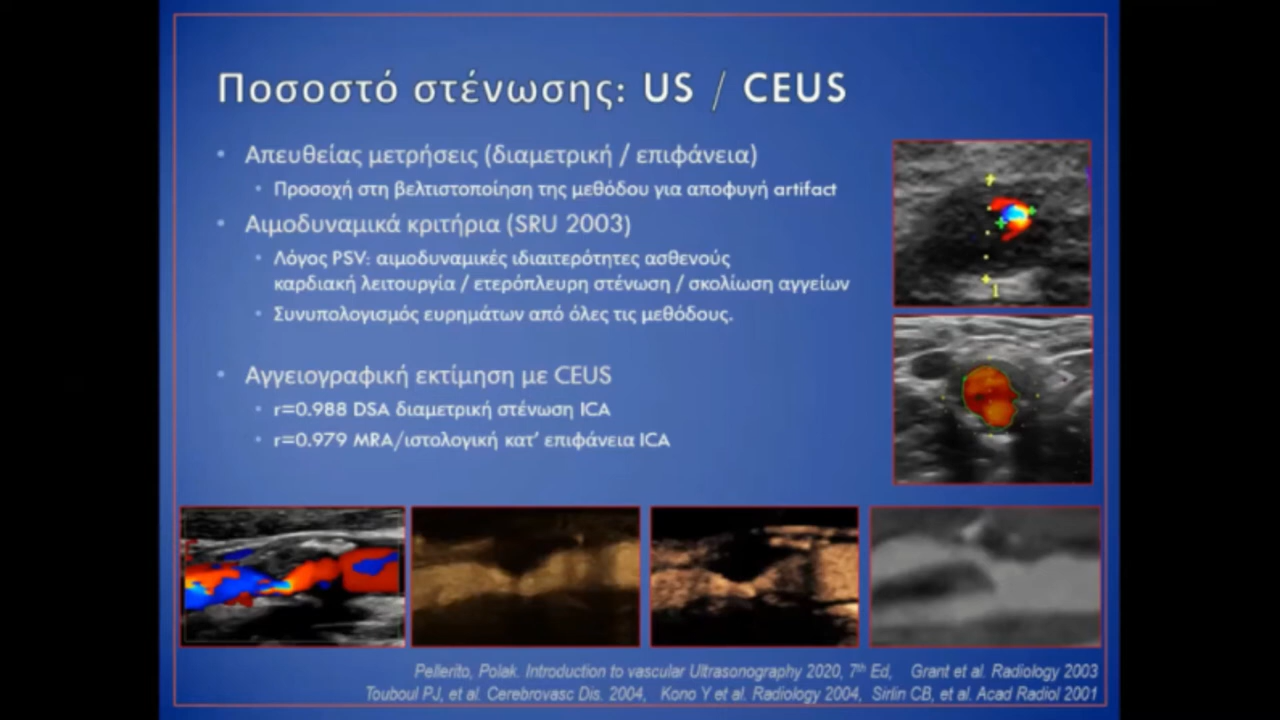 Ποσοστό στένωσης: US / CEUS
• Απευθείας μετρήσεις (διαμετρική / επιφάνεια)
• Προσοχή στη βελτιστοποίηση της μεθόδου για αποφυγή artifact
• Αιμοδυναμικά κριτήρια (SRU 2003)
• Λόγος PSV: αιμοδυναμικές ιδιαιτερότητες ασθενούς
καρδιακή λειτουργία / ετερόπλευρη στένωση / σκολίωση αγγείων
• Συνυπολογισμός ευρημάτων από όλες τις μεθόδους.
• Αγγειογραφική εκτίμηση με CEUS
• r=0.988 DSA διαμετρική στένωση ICA
• r=0.979 MRA/ιστολογική κατ’ επιφάνεια ICA
1
Pellerito, Polak. Introduction to vascular Ultrasonography 2020, 7th Ed, Grant et al. Radiology 2003
Touboul PJ, et al. Cerebrovasc Dis. 2004, Kono Y et al. Radiology 2004, Sirlin CB, et al. Acad Radiol 2001